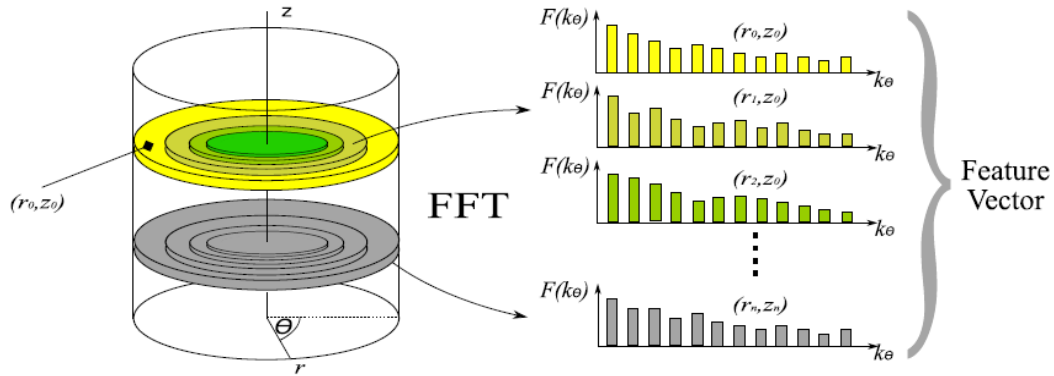 z
(r₀,z₀)
θ
r
FFT
F(kθ)
(r₀,z₀)
kθ
F(kθ)
(r₁,z₀)
kθ
F(kθ)
(r₂,z₀)
kθ
F(kθ)
(rₙ,zₙ)
kθ
Feature
Vector